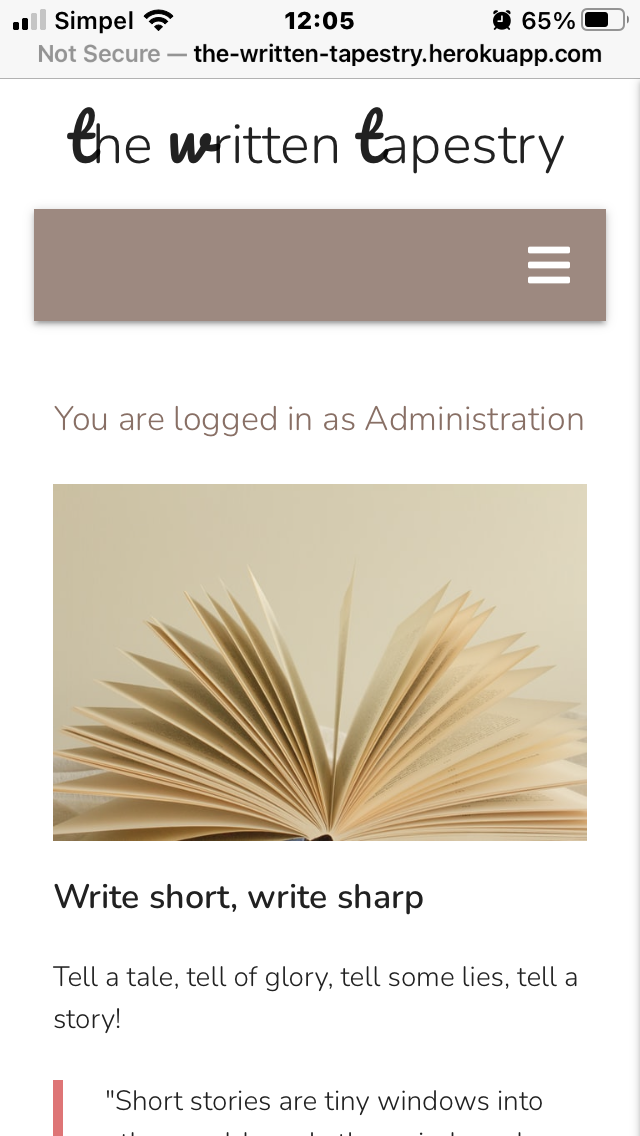 Simpel 12:05 65%
Not Secure — the-written-tapestry.herokuapp.com
the written tapestry
You are logged in as Administration
Write short, write sharp
Tell a tale, tell of glory, tell some lies, tell a
story!
"Short stories are tiny windows into